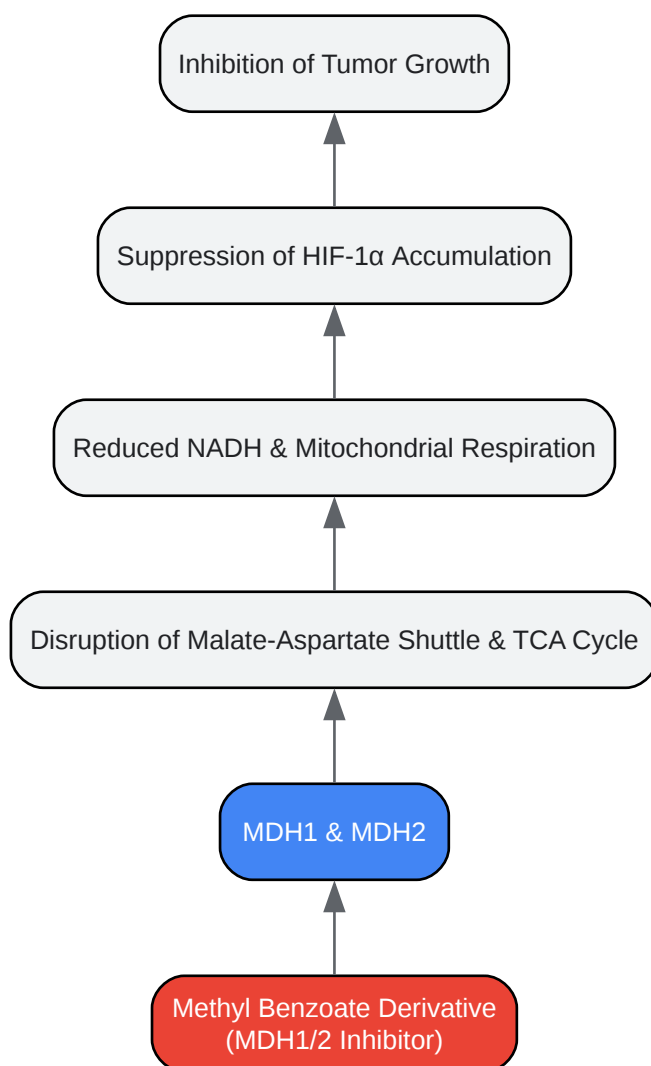 Inhibition of Tumor Growth
Suppression of HIF-1α Accumulation
Reduced NADH & Mitochondrial Respiration
Disruption of Malate-Aspartate Shuttle & TCA Cycle
MDH1 & MDH2
Methyl Benzoate Derivative
(MDH1/2 Inhibitor)